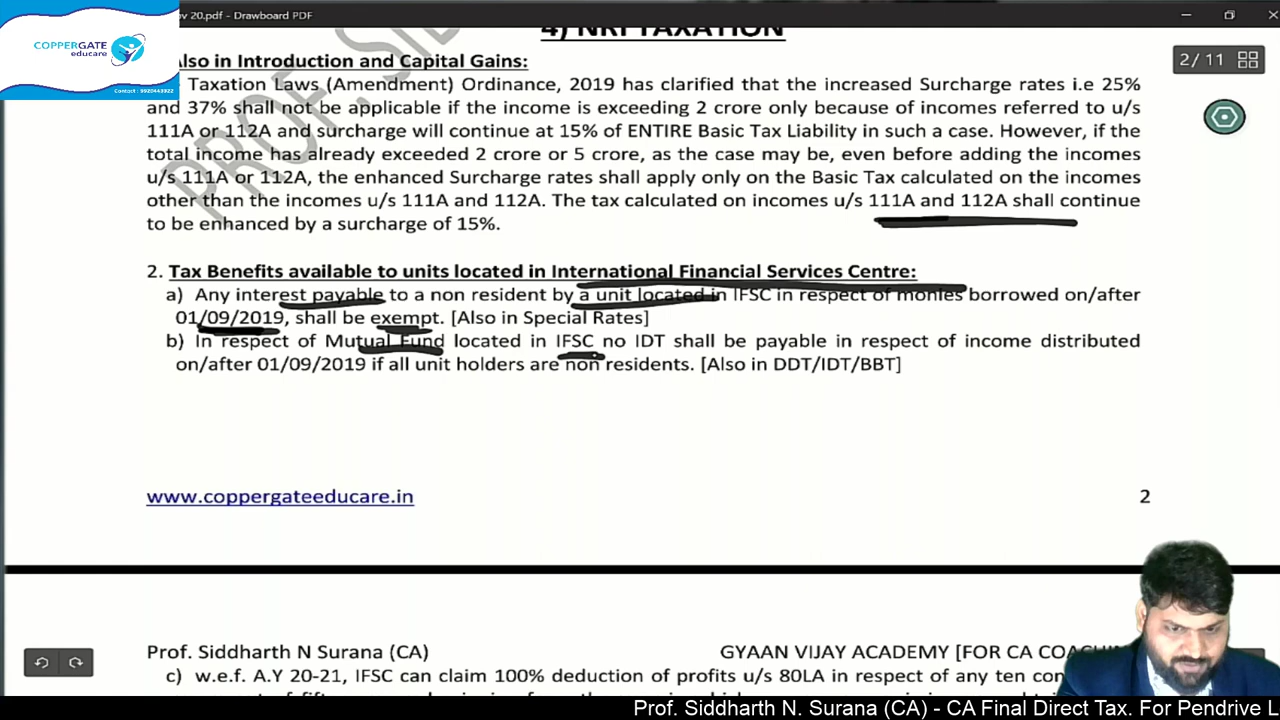 COPPERGATE
educare
Contact : 3920443922
v 20.pdf - Drawboard PDF
2 / 11
4) NRI TAXATION
Also in Introduction and Capital Gains:
Taxation Laws (Amendment) Ordinance, 2019 has clarified that the increased Surcharge rates i.e 25%
and 37% shall not be applicable if the income is exceeding 2 crore only because of incomes referred to u/s
111A or 112A and surcharge will continue at 15% of ENTIRE Basic Tax Liability in such a case. However, if the
total income has already exceeded 2 crore or 5 crore, as the case may be, even before adding the incomes
u/s 111A or 112A, the enhanced Surcharge rates shall apply only on the Basic Tax calculated on the incomes
other than the incomes u/s 111A and 112A. The tax calculated on incomes u/s 111A and 112A shall continue
to be enhanced by a surcharge of 15%.
2. Tax Benefits available to units located in International Financial Services Centre:
a) Any interest payable to a non resident by a unit located in IFSC in respect of monies borrowed on/after
01/09/2019, shall be exempt. [Also in Special Rates]
b) In respect of Mutual Fund located in IFSC no IDT shall be payable in respect of income distributed
on/after 01/09/2019 if all unit holders are non residents. [Also in DDT/IDT/BBT]
www.coppergateeducare.in
2
Prof. Siddharth N Surana (CA)
GYAAN VIJAY ACADEMY [FOR CA COACHIN
c) w.e.f. A.Y 20-21, IFSC can claim 100% deduction of profits u/s 80LA in respect of any ten con
Prof. Siddharth N. Surana (CA) - CA Final Direct Tax. For Pendrive L